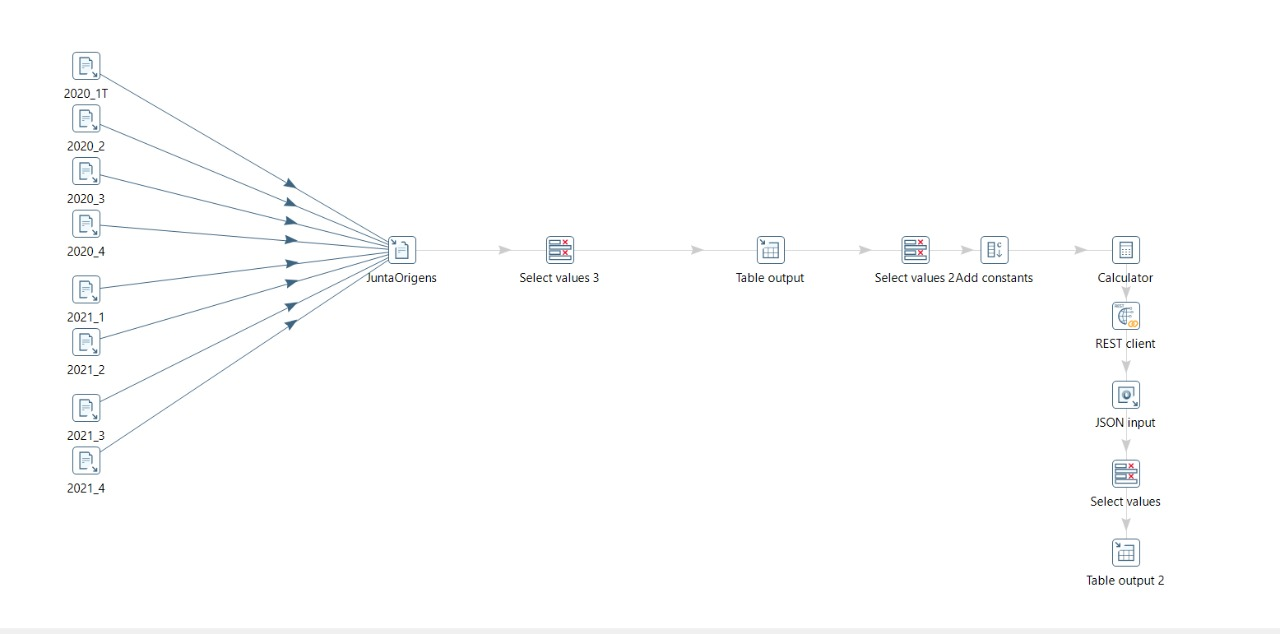 2020_1T
2020_2
2020_3
2020_4
2021_1
2021_2
2021_3
2021_4
JuntaOrigens
Select values 3
Table output
Select values 2
Add constants
Calculator
REST client
JSON input
Select values
Table output 2